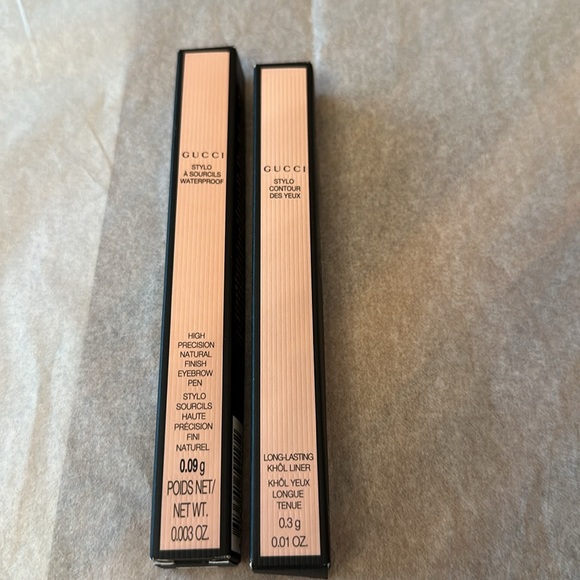 GUCCI
STYLO
À SOURCILS
WATERPROOF
HIGH
PRECISION
NATURAL
FINISH
EYEBROW
PEN
STYLO
SOURCILS
HAUTE
PRÉCISION
FINI
NATUREL
0.09 g
POIDS NET/
NET WT.
0.003 OZ.
GUCCI
STYLO
CONTOUR
DES YEUX
LONG-LASTING
KHÔL LINER
KHÔL YEUX
LONGUE
TENUE
0.3 g
0.01 OZ.